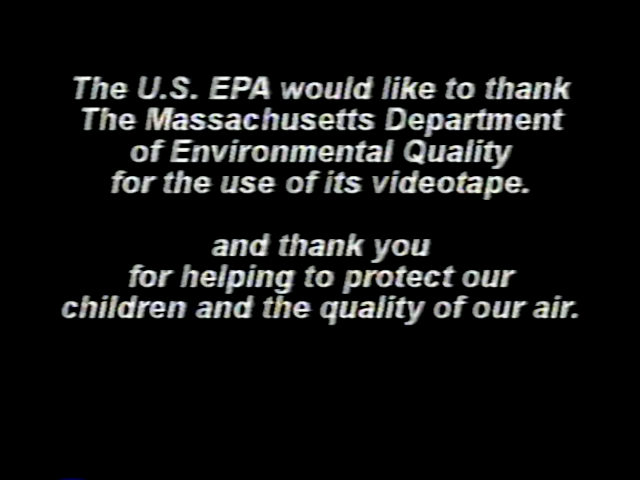 The U.S. EPA would like to thank
The Massachusetts Department
of Environmental Quality
for the use of its videotape.
and thank you
for helping to protect our
children and the quality of our air.